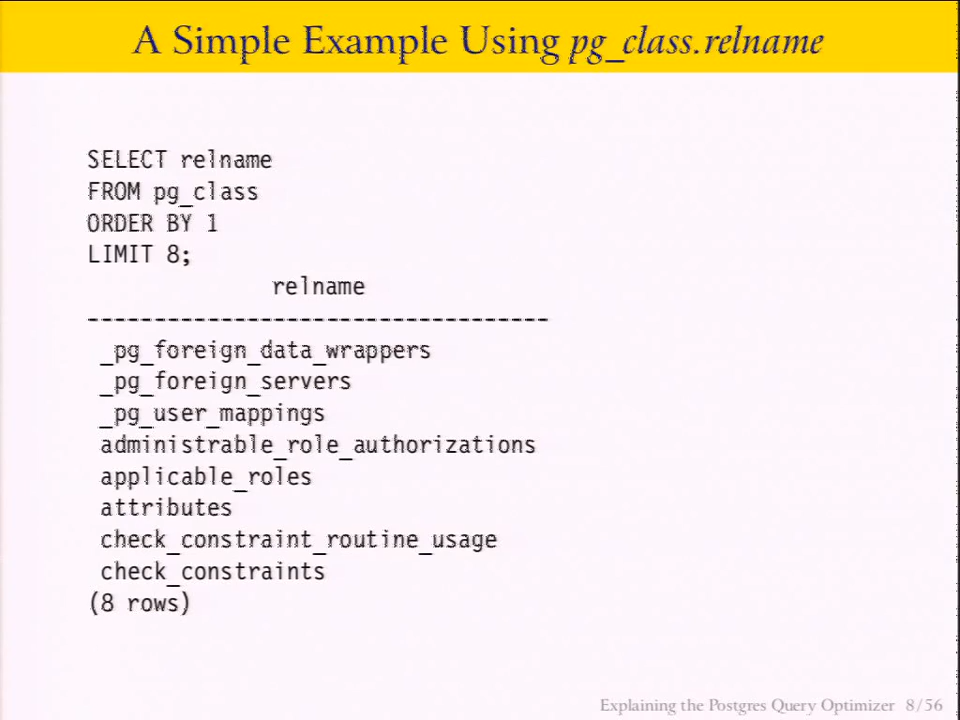 A Simple Example Using pg_class.relname
SELECT relname
FROM pg_class
ORDER BY 1
LIMIT 8;
relname
-----------------------------------
_pg_foreign_data_wrappers
_pg_foreign_servers
_pg_user_mappings
administrable_role_authorizations
applicable_roles
attributes
check_constraint_routine_usage
check_constraints
(8 rows)
Explaining the Postgres Query Optimizer 8/56